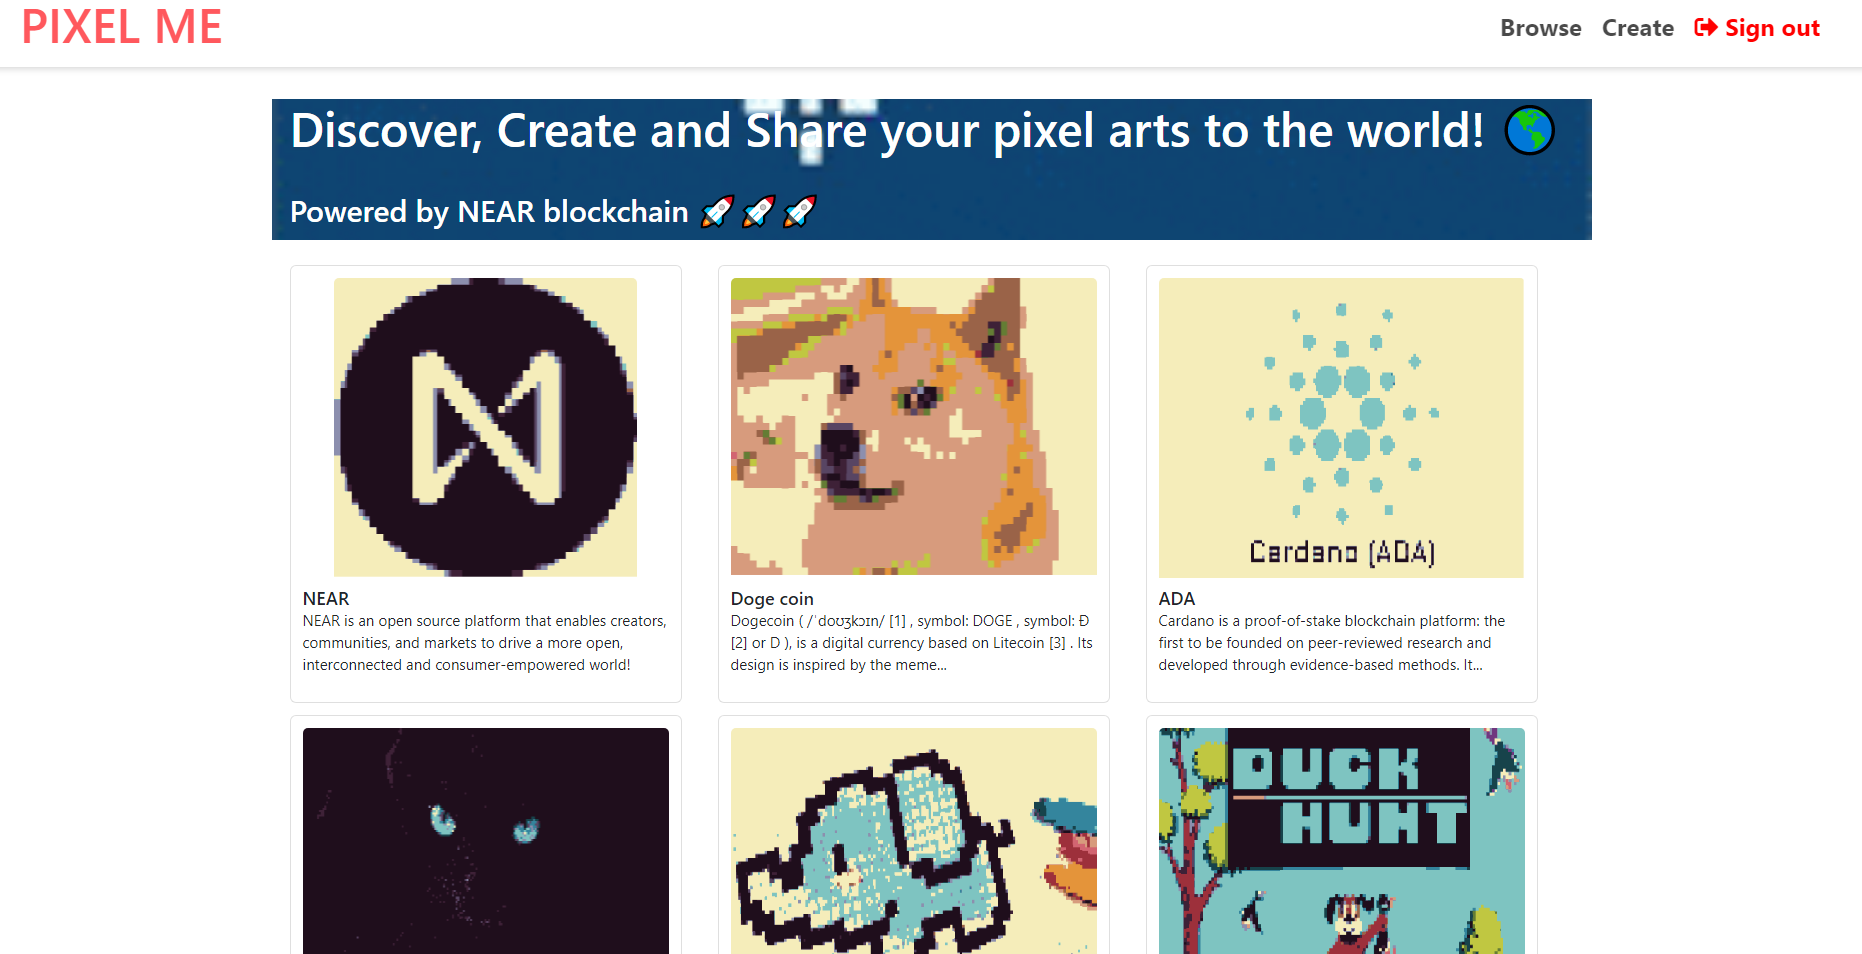 PIXEL ME
Browse Create Sign out
Discover, Create and Share your pixel arts to the world! 🌎
Powered by NEAR blockchain 🚀🚀🚀
Cardano (ADA)
NEAR
NEAR is an open source platform that enables creators,
communities, and markets to drive a more open,
interconnected and consumer-empowered world!
Doge coin
Dogecoin ( /ˈdoʊʒkɔɪn/ [1] , symbol: DOGE , symbol: Ð
[2] or D ), is a digital currency based on Litecoin [3] . Its
design is inspired by the meme...
ADA
Cardano is a proof-of-stake blockchain platform: the
first to be founded on peer-reviewed research and
developed through evidence-based methods. It...
DUCK
HUNT